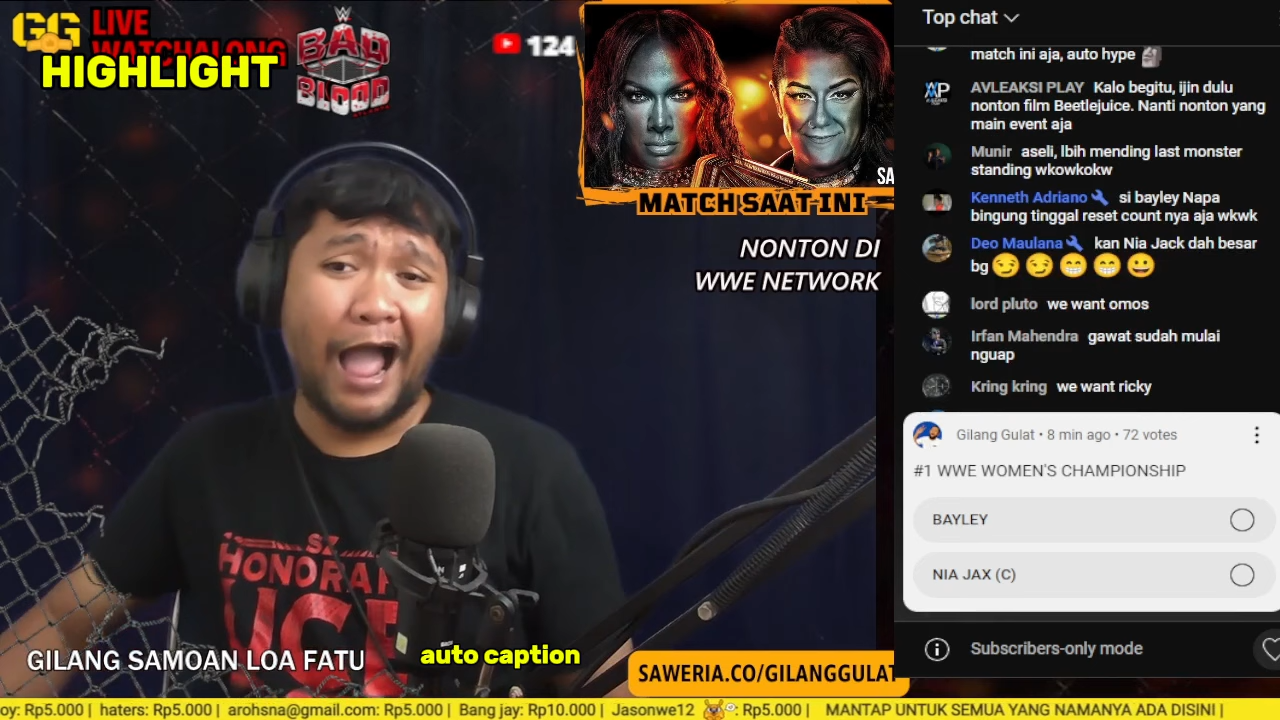 GG
LIVE
WATCHALONG
HIGHLIGHT
W
BAD
BLOOD
124
SA
MATCH SAAT INI
NONTON DI
WWE NETWORK
SZ
HONORA
UCE
GILANG SAMOAN LOA FATU
auto caption
SAWERIA.CO/GILANGGULAT
Top chat
match ini aja, auto hype
XP
AVLEAKSI PLAY Kalo begitu, ijin dulu
nonton film Beetlejuice. Nanti nonton yang
main event aja
Munir aseli, lbih mending last monster
standing wkowkokw
Kenneth Adriano si bayley Napa
bingung tinggal reset count nya aja wkwk
Deo Maulana kan Nia Jack dah besar
bg😏😏😁😁😀
lord pluto we want omos
Irfan Mahendra gawat sudah mulai
nguap
Kring kring we want ricky
Gilang Gulat • 8 min ago • 72 votes
#1 WWE WOMEN'S CHAMPIONSHIP
BAYLEY
NIA JAX (C)
Subscribers-only mode
oy: Rp5.000 | haters: Rp5.000 | arohsna@gmail.com: Rp5.000 | Bang jay: Rp10.000 | Jasonwe12 : Rp5.000 | MANTAP UNTUK SEMUA YANG NAMANYA ADA DISINI |